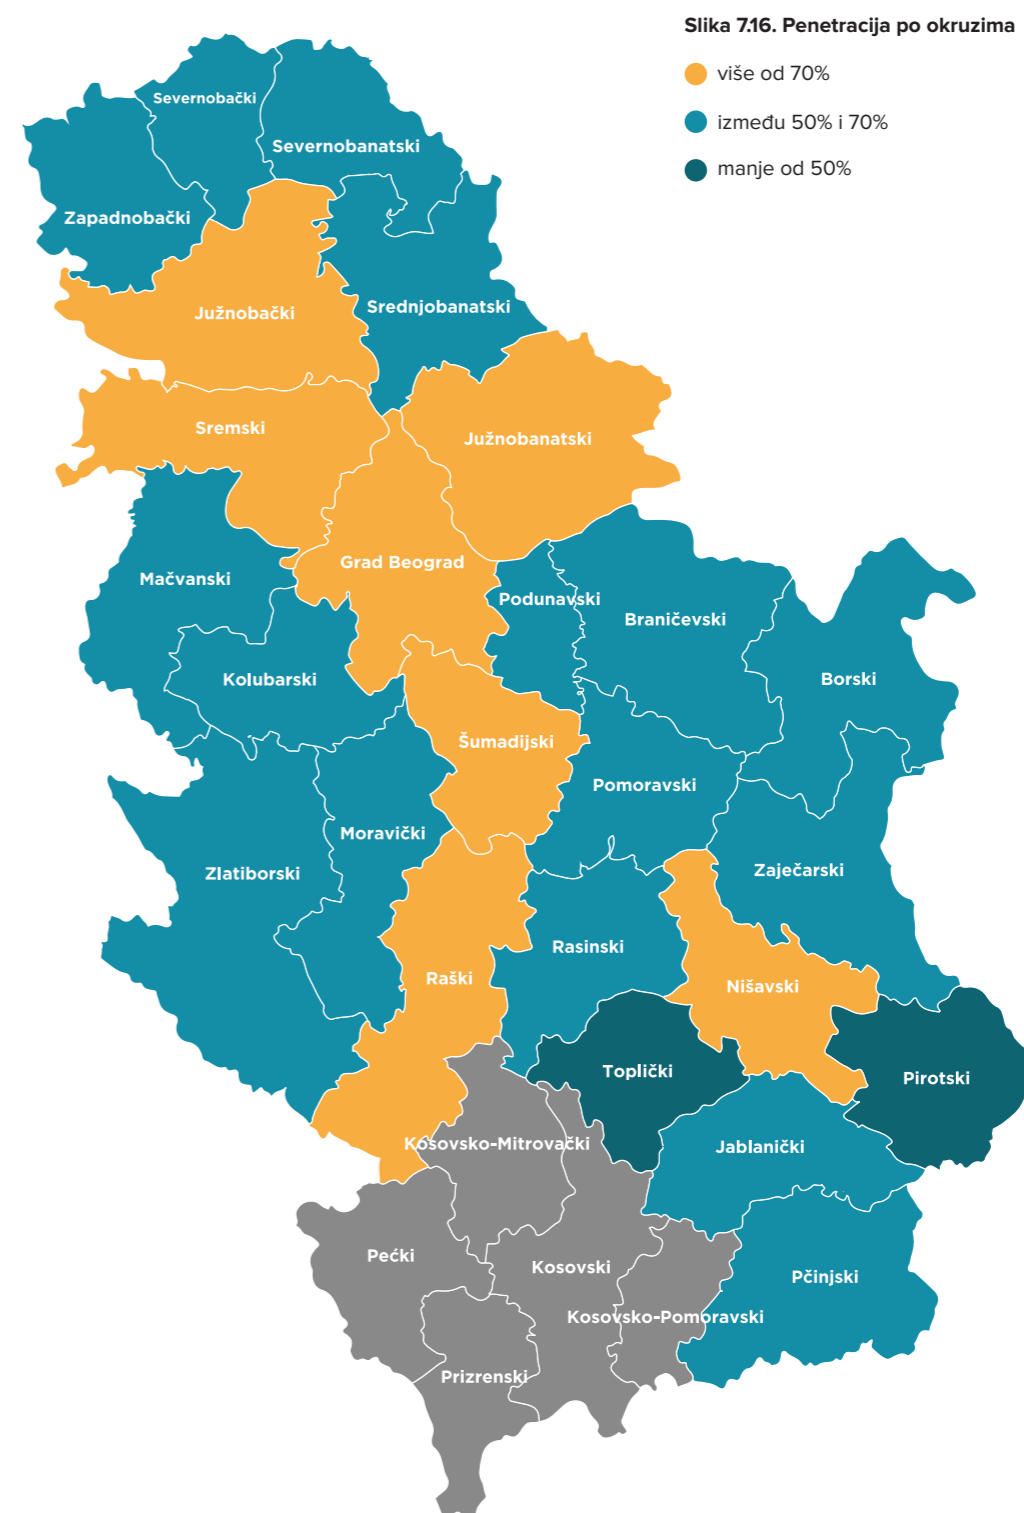 Slika 7.16. Penetracija po okruzima
više od 70%
između 50% i 70%
manje od 50%
Severnobački
Severnobanatski
Zapadnobački
Južnobački
Srednjobanatski
Sremski
Južnobanatski
Grad Beograd
Mačvanski
Podunavski
Braničevski
Kolubarski
Borski
Šumadijski
Pomoravski
Moravički
Zlatiborski
Zaječarski
Rasinski
Raški
Nišavski
Toplički
Pirotski
Kosovsko-Mitrovački
Jablanički
Pećki
Kosovski
Pčinjski
Kosovsko-Pomoravski
Prizrenski